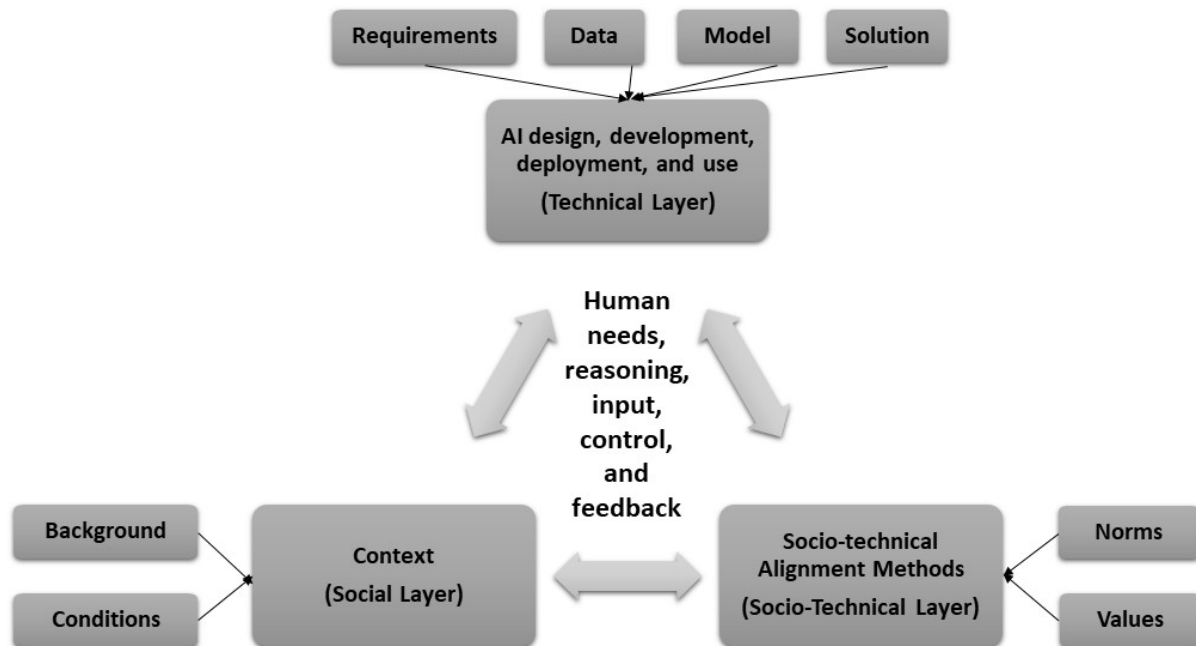 Requirements
Data
Model
Solution
AI design, development,
deployment, and use
(Technical Layer)
Human
needs,
reasoning,
input,
control,
and
feedback
Background
Conditions
Context
(Social Layer)
Socio-technical
Alignment Methods
(Socio-Technical Layer)
Norms
Values